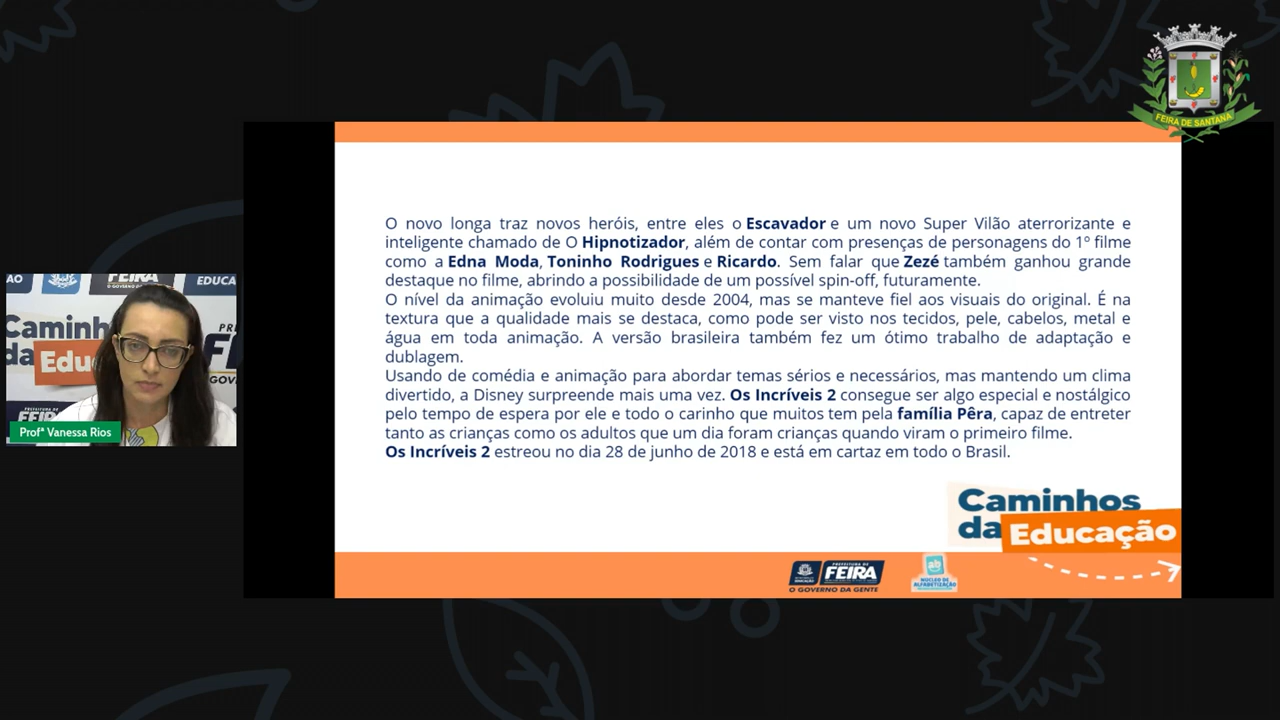 FEIRA DE SANTANA
O novo longa traz novos heróis, entre eles o Escavador e um novo Super Vilão aterrorizante e
inteligente chamado de O Hipnotizador, além de contar com presenças de personagens do 1º filme
como a Edna Moda, Toninho Rodrigues e Ricardo. Sem falar que Zezé também ganhou grande
destaque no filme, abrindo a possibilidade de um possível spin-off, futuramente.
O nível da animação evoluiu muito desde 2004, mas se manteve fiel aos visuais do original. É na
textura que a qualidade mais se destaca, como pode ser visto nos tecidos, pele, cabelos, metal e
água em toda animação. A versão brasileira também fez um ótimo trabalho de adaptação e
dublagem.
Usando de comédia e animação para abordar temas sérios e necessários, mas mantendo um clima
divertido, a Disney surpreende mais uma vez. Os Incríveis 2 consegue ser algo especial e nostálgico
pelo tempo de espera por ele e todo o carinho que muitos tem pela família Pêra, capaz de entreter
tanto as crianças como os adultos que um dia foram crianças quando viram o primeiro filme.
Os Incríveis 2 estreou no dia 28 de junho de 2018 e está em cartaz em todo o Brasil.
Caminhos
da Educação
PREFEITURA DE
FEIRA
O GOVERNO DA GENTE
NÚCLEO DE
ALFABETIZAÇÃO
FEIRA
EDUCA
Caminh
da Edu
Profª Vanessa Rios